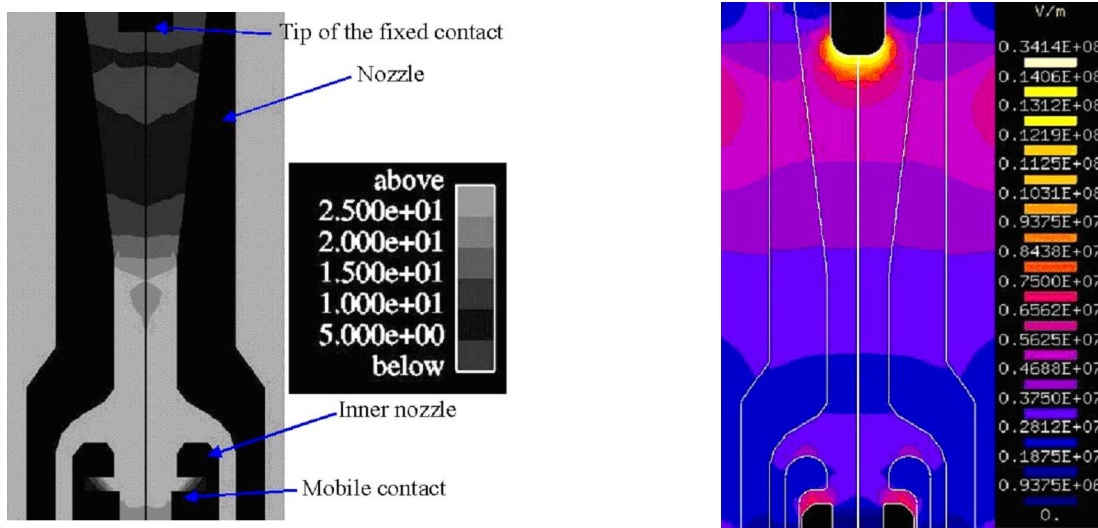 Tip of the fixed contact
Nozzle
above
2.500e+01
2.000e+01
1.500e+01
1.000e+01
5.000e+00
below
Inner nozzle
Mobile contact
V/m
0.3414E+08
0.1406E+08
0.1312E+08
0.1219E+08
0.1125E+08
0.1031E+08
0.9375E+07
0.8438E+07
0.7500E+07
0.6562E+07
0.5625E+07
0.4688E+07
0.3750E+07
0.2812E+07
0.1875E+07
0.9375E+06
0.